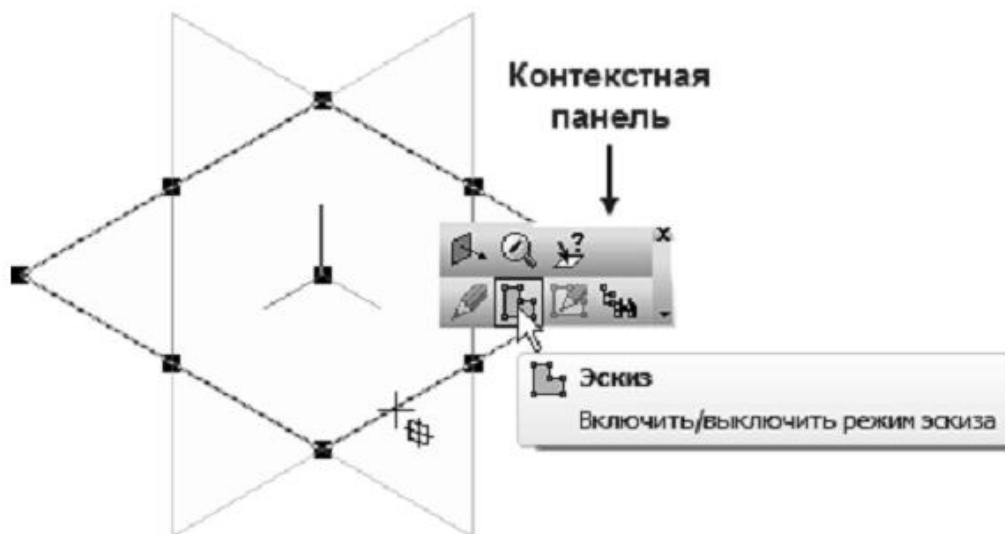 Контекстная
панель
Эскиз
Включить/выключить режим эскиза